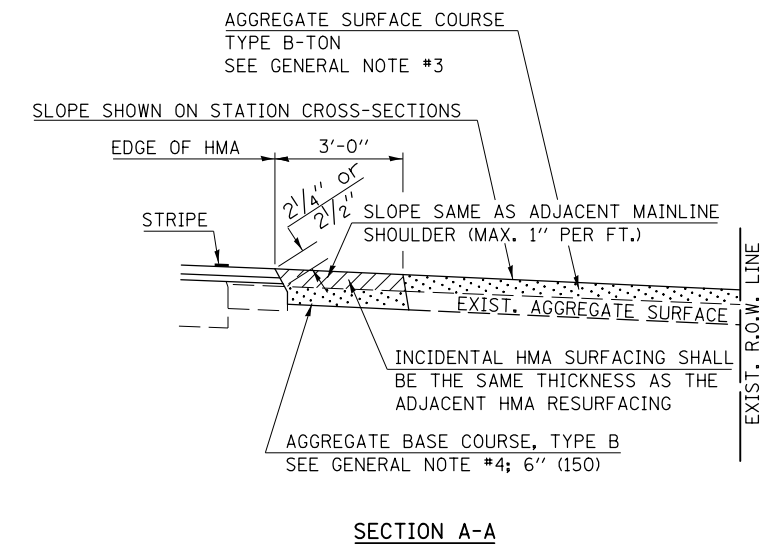 AGGREGATE SURFACE COURSE
TYPE B-TON
SEE GENERAL NOTE #3
SLOPE SHOWN ON STATION CROSS-SECTIONS
EDGE OF HMA
3'-0"
2 1/4" or
2 1/2"
STRIPE
SLOPE SAME AS ADJACENT MAINLINE
SHOULDER (MAX. 1" PER FT.)
EXIST. AGGREGATE SURFACE
EXIST. R.O.W. LINE
INCIDENTAL HMA SURFACING SHALL
BE THE SAME THICKNESS AS THE
ADJACENT HMA RESURFACING
AGGREGATE BASE COURSE, TYPE B
SEE GENERAL NOTE #4; 6" (150)
SECTION A-A